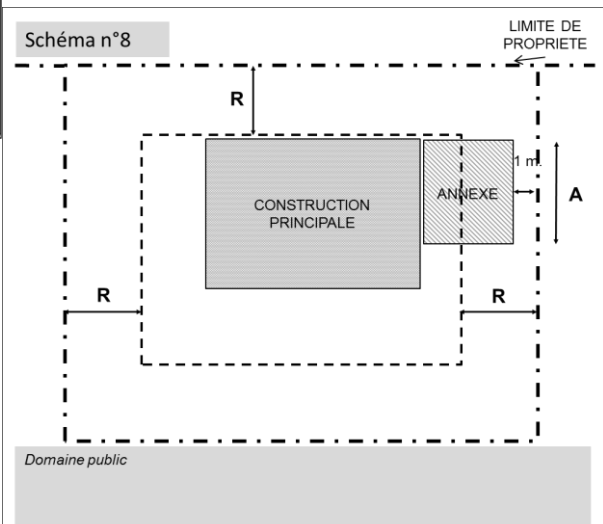 Schéma n°8
LIMITE DE
PROPRIETE
R
1 m.
ANNEXE
A
CONSTRUCTION
PRINCIPALE
R
R
Domaine public